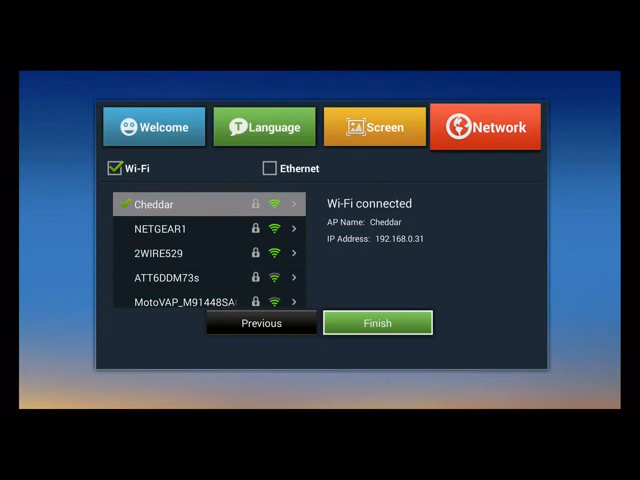 Welcome
Language
Screen
Network
Wi-Fi
Ethernet
Cheddar
NETGEAR1
2WIRE529
ATT6DDM73s
MotoVAP_M91448SA
Wi-Fi connected
AP Name: Cheddar
IP Address: 192.168.0.31
Previous
Finish